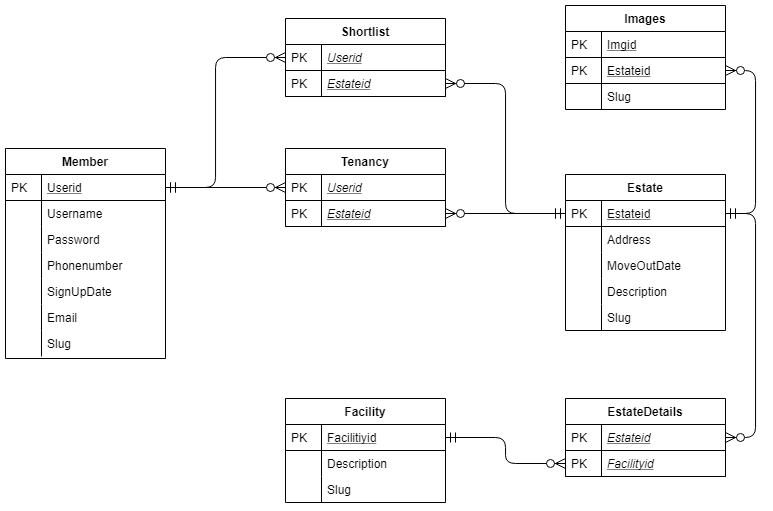 Shortlist
PK Userid
PK Estateid
Images
PK Imgid
PK Estateid
Slug
Member
PK Userid
Username
Password
Phonenumber
SignUpDate
Email
Slug
Tenancy
PK Userid
PK Estateid
Estate
PK Estateid
Address
MoveOutDate
Description
Slug
Facility
PK Facilitiyid
Description
Slug
EstateDetails
PK Estateid
PK Facilityid